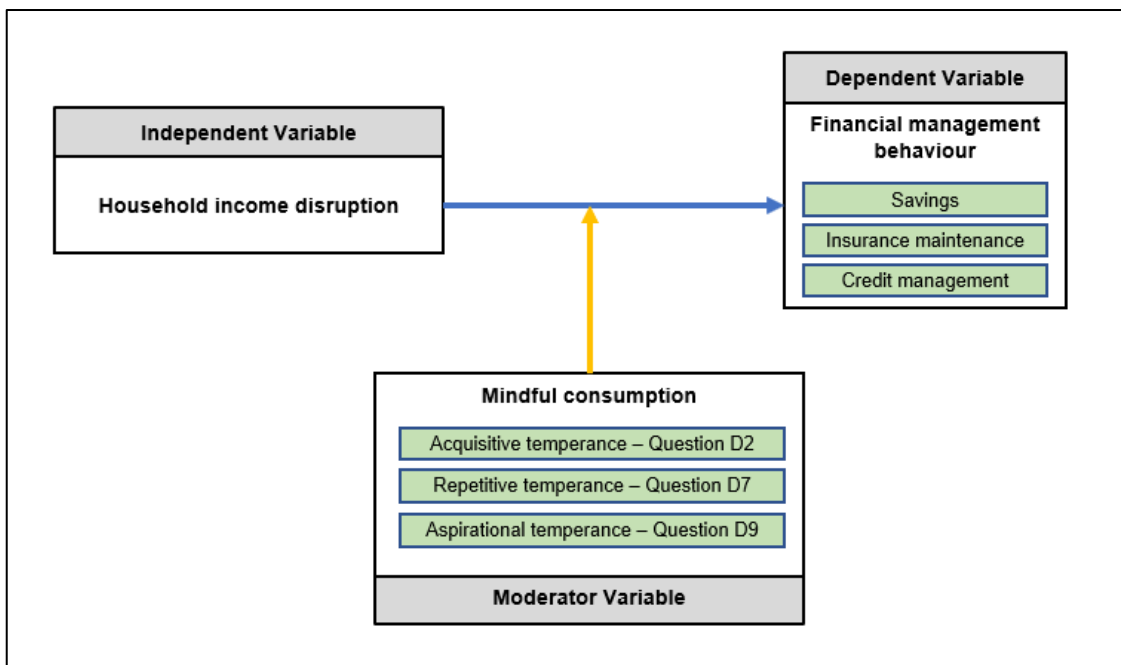 Independent Variable
Household income disruption
Dependent Variable
Financial management
behaviour
Savings
Insurance maintenance
Credit management
Mindful consumption
Acquisitive temperance – Question D2
Repetitive temperance – Question D7
Aspirational temperance – Question D9
Moderator Variable